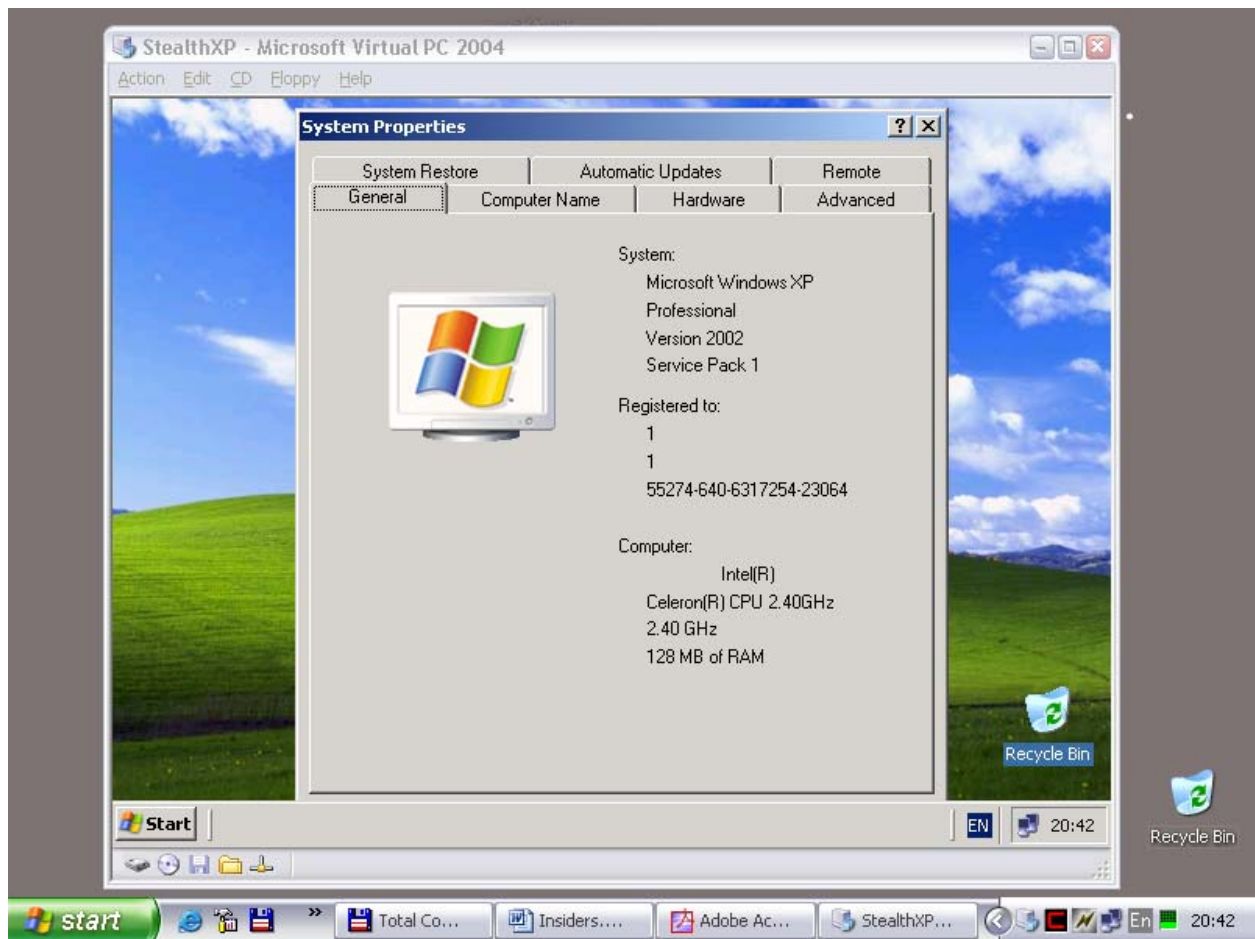 StealthXP - Microsoft Virtual PC 2004
Action Edit CD Floppy Help
System Properties
System Restore Automatic Updates Remote
General Computer Name Hardware Advanced
System:
Microsoft Windows XP
Professional
Version 2002
Service Pack 1
Registered to:
1
1
55274-640-6317254-23064
Computer:
Intel(R)
Celeron(R) CPU 2.40GHz
2.40 GHz
128 MB of RAM
Recycle Bin
Start EN 20:42
Recycle Bin
start » Total Co... Insiders.... Adobe Ac... StealthXP... En 20:42